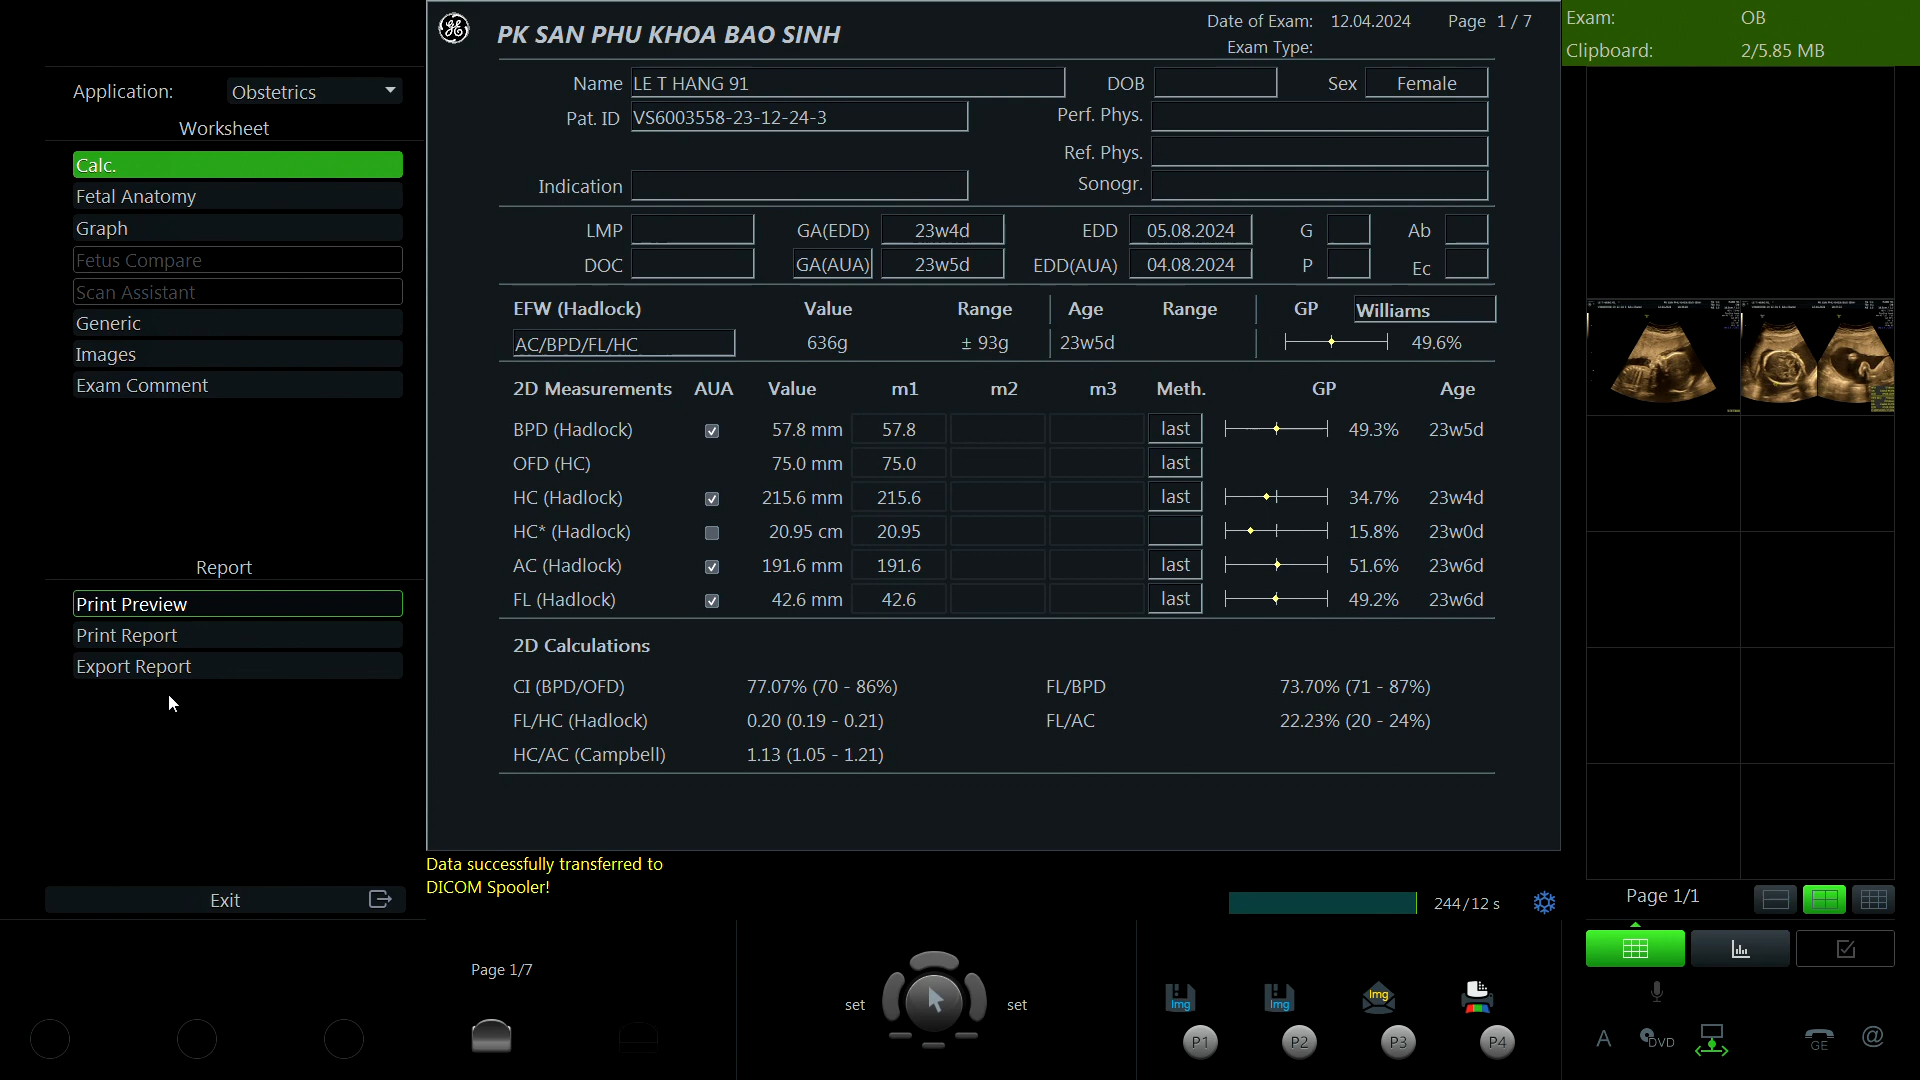 PK SAN PHU KHOA BAO SINH
Date of Exam: 12.04.2024 Page 1 / 7
Exam Type:
Exam: OB
Clipboard: 2/5.85 MB
Application: Obstetrics
Worksheet
Calc.
Fetal Anatomy
Graph
Fetus Compare
Scan Assistant
Generic
Images
Exam Comment
Report
Print Preview
Print Report
Export Report
Exit
Name LE T HANG 91 DOB Sex Female
Pat. ID VS6003558-23-12-24-3 Perf. Phys.
Ref. Phys.
Indication Sonogr.
LMP GA(EDD) 23w4d EDD 05.08.2024 G Ab
DOC GA(AUA) 23w5d EDD(AUA) 04.08.2024 P Ec
EFW (Hadlock) Value Range Age Range GP Williams
AC/BPD/FL/HC 636g ± 93g 23w5d 49.6%
2D Measurements AUA Value m1 m2 m3 Meth. GP Age
BPD (Hadlock) 57.8 mm 57.8 last 49.3% 23w5d
OFD (HC) 75.0 mm 75.0 last
HC (Hadlock) 215.6 mm 215.6 last 34.7% 23w4d
HC* (Hadlock) 20.95 cm 20.95 15.8% 23w0d
AC (Hadlock) 191.6 mm 191.6 last 51.6% 23w6d
FL (Hadlock) 42.6 mm 42.6 last 49.2% 23w6d
2D Calculations
CI (BPD/OFD) 77.07% (70 - 86%) FL/BPD 73.70% (71 - 87%)
FL/HC (Hadlock) 0.20 (0.19 - 0.21) FL/AC 22.23% (20 - 24%)
HC/AC (Campbell) 1.13 (1.05 - 1.21)
Data successfully transferred to
DICOM Spooler!
244/12 s
Page 1/1
Page 1/7
set set
Img Img Img
P1 P2 P3 P4
A DVD GE @